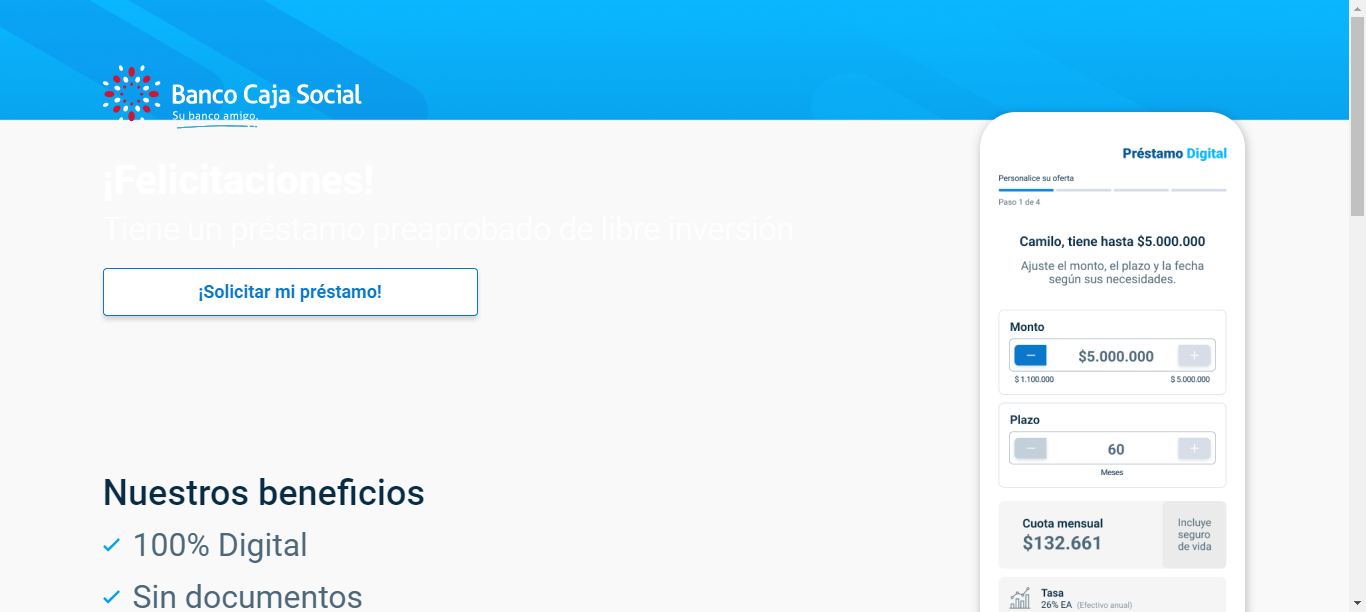 Banco Caja Social
Su banco amigo.
¡Felicitaciones!
Tiene un préstamo preaprobado de libre inversión
¡Solicitar mi préstamo!
Nuestros beneficios
100% Digital
Sin documentos
Préstamo Digital
Personalice su oferta
Paso 1 de 4
Camilo, tiene hasta $5.000.000
Ajuste el monto, el plazo y la fecha
según sus necesidades.
Monto
− $5.000.000 +
$ 1.100.000 $ 5.000.000
Plazo
− 60 +
Meses
Cuota mensual
$132.661
Incluye
seguro
de vida
Tasa
26% EA (Efectivo anual)